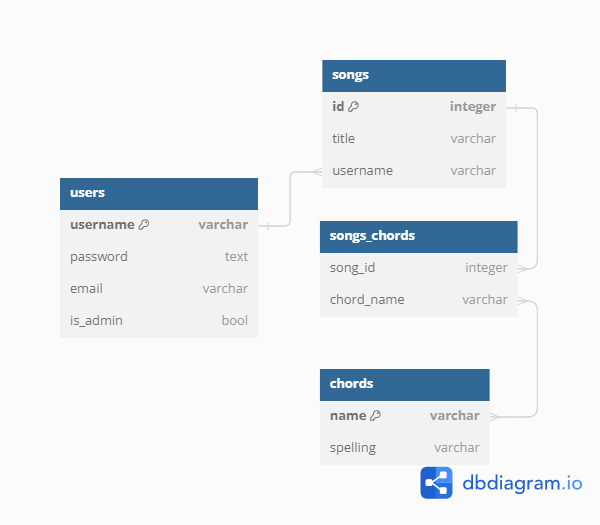 songs
id integer
title varchar
username varchar
users
username varchar
password text
email varchar
is_admin bool
songs_chords
song_id integer
chord_name varchar
chords
name varchar
spelling varchar
dbdiagram.io